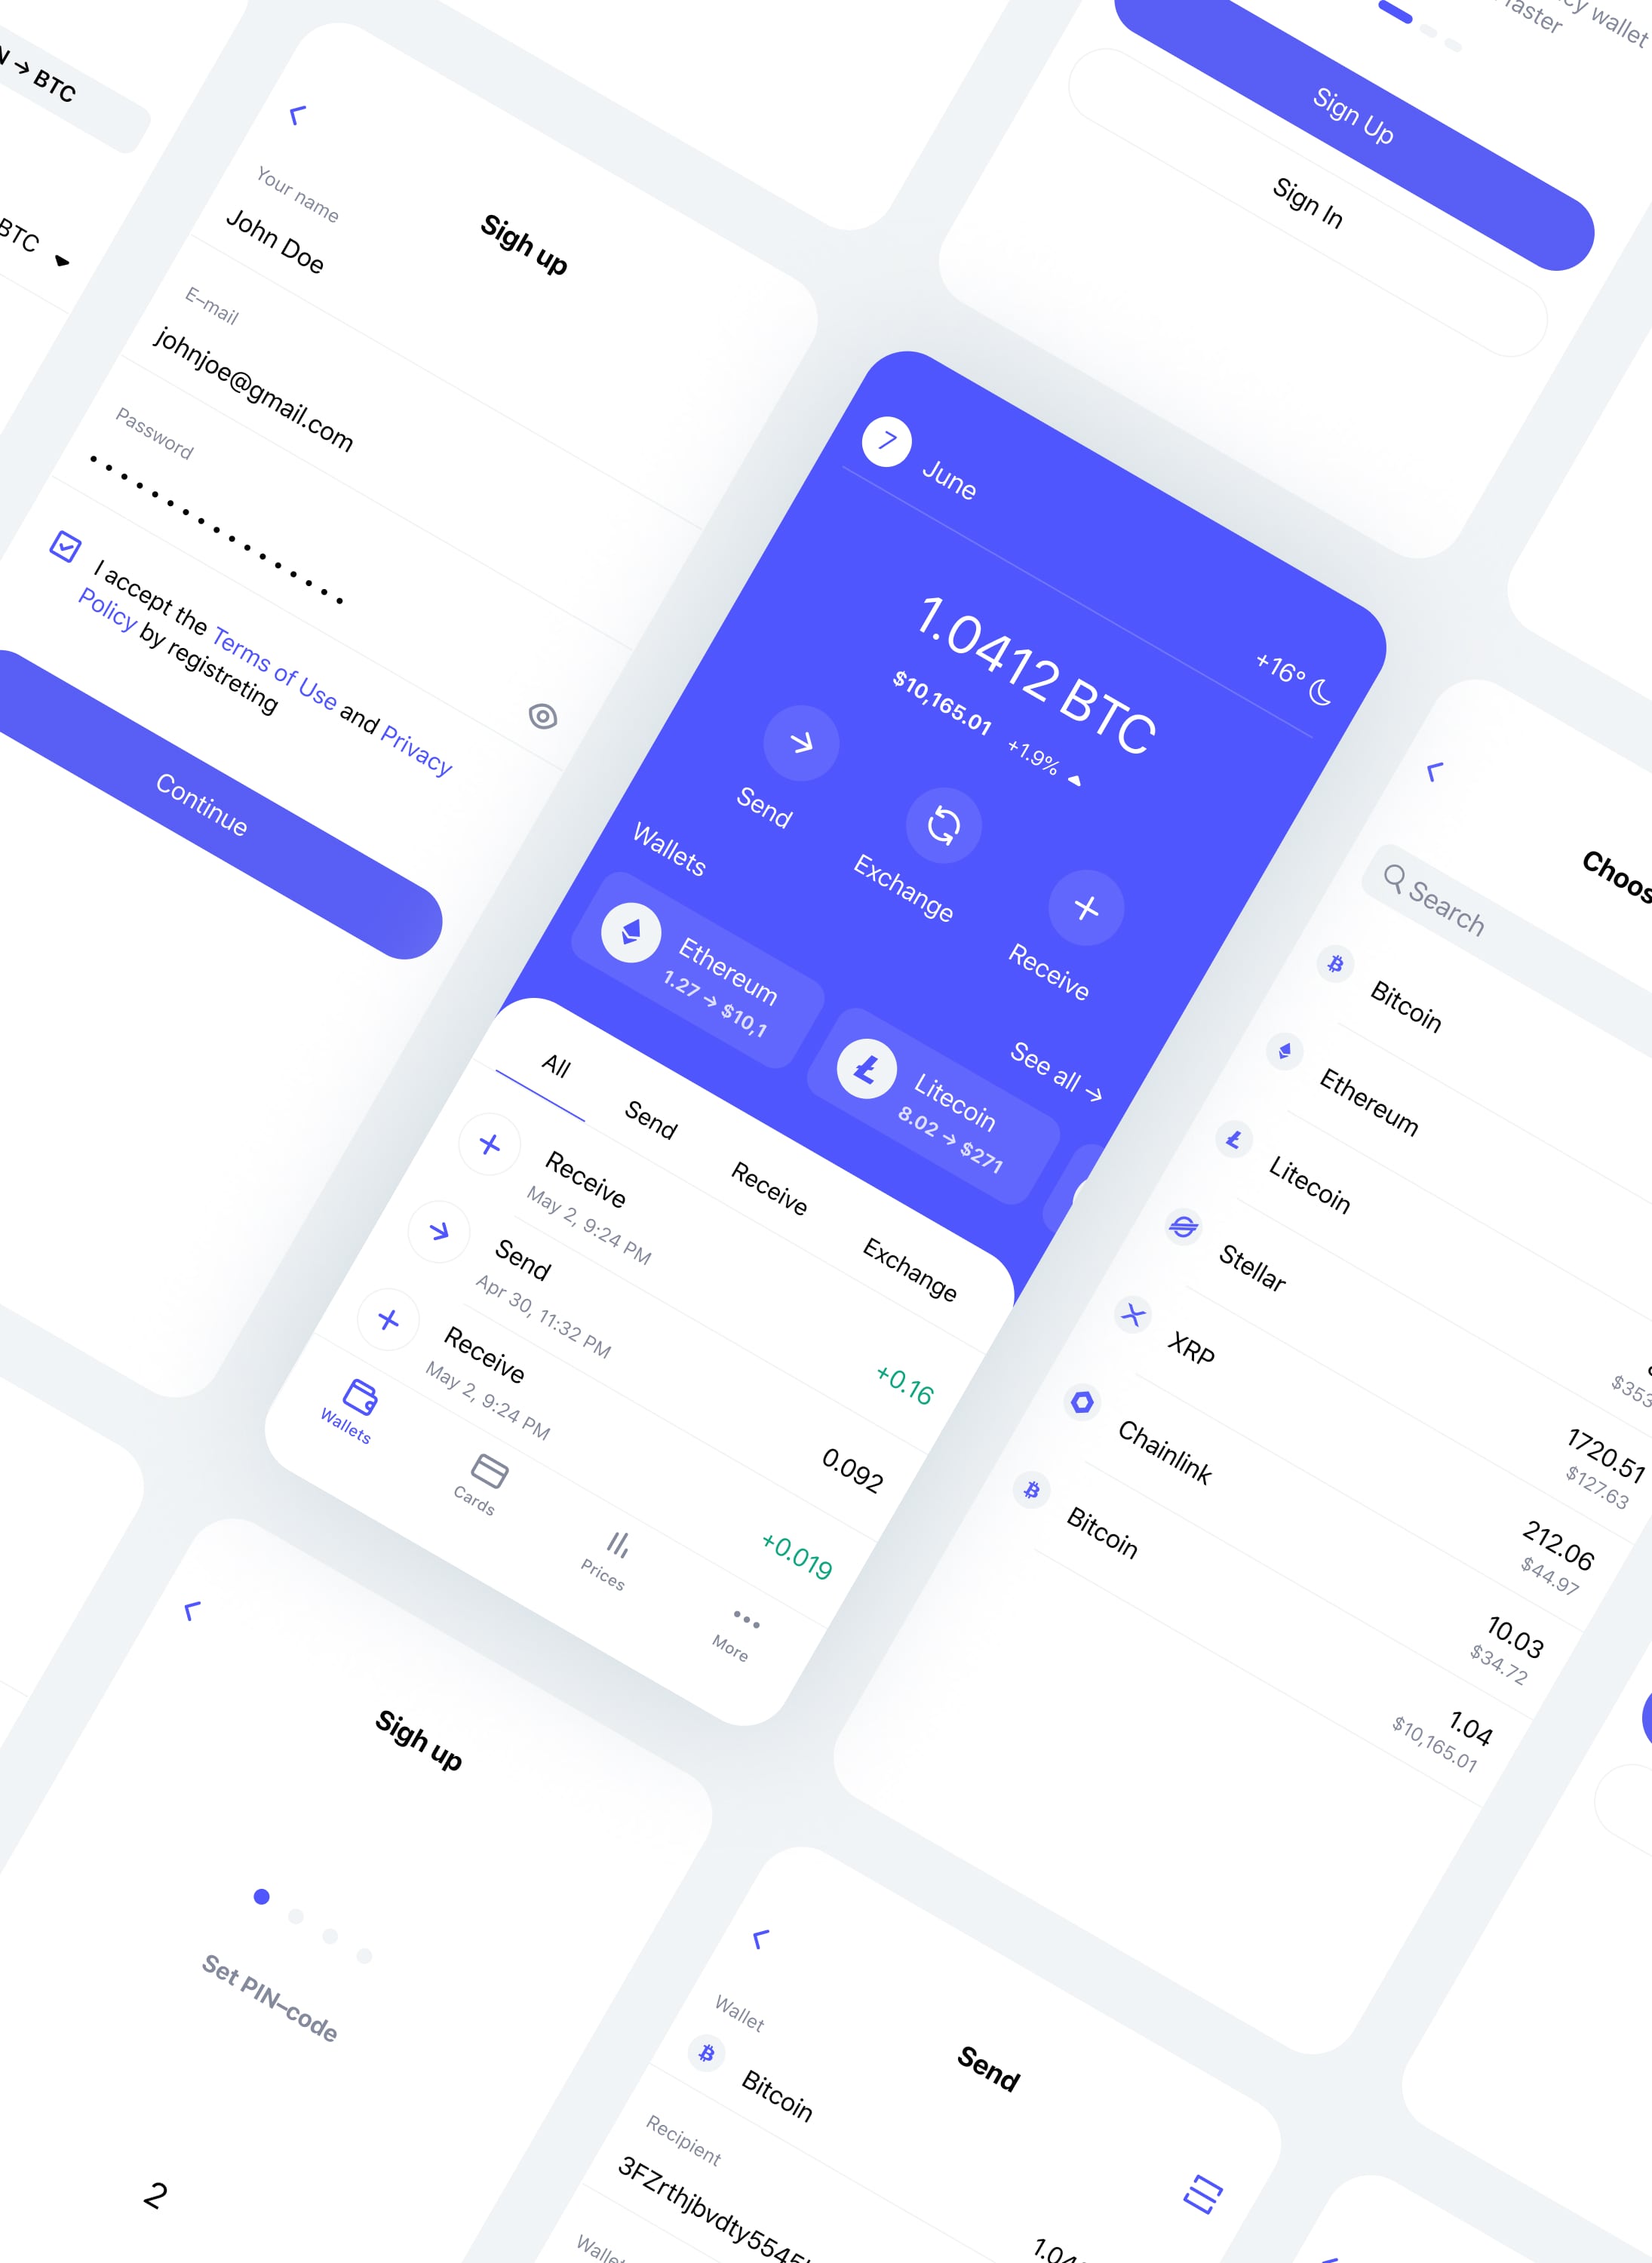 → BTC
BTC
Sigh up
Your name
John Doe
E–mail
johnjoe@gmail.com
Password
I accept the Terms of Use and Privacy
Policy by registreting
Continue
wallet
faster
Sign Up
Sign In
7 June
+16°
1.0412 BTC
$10,165.01 +1.9%
Send
Exchange
Receive
Wallets
See all →
Ethereum
1.27 → $10,1
Litecoin
8.02 → $271
All
Send
Receive
Exchange
Receive
May 2, 9:24 PM
+0.16
Send
Apr 30, 11:32 PM
0.092
Receive
May 2, 9:24 PM
+0.019
Wallets
Cards
Prices
More
Search
Bitcoin
Ethereum
Litecoin
Stellar
$353
XRP
1720.51
$127.63
Chainlink
212.06
$44.97
Bitcoin
10.03
$34.72
1.04
$10,165.01
Sigh up
Set PIN–code
2
Send
Wallet
Bitcoin
Recipient
3FZrthjbvdty5545
1.04
Wallet